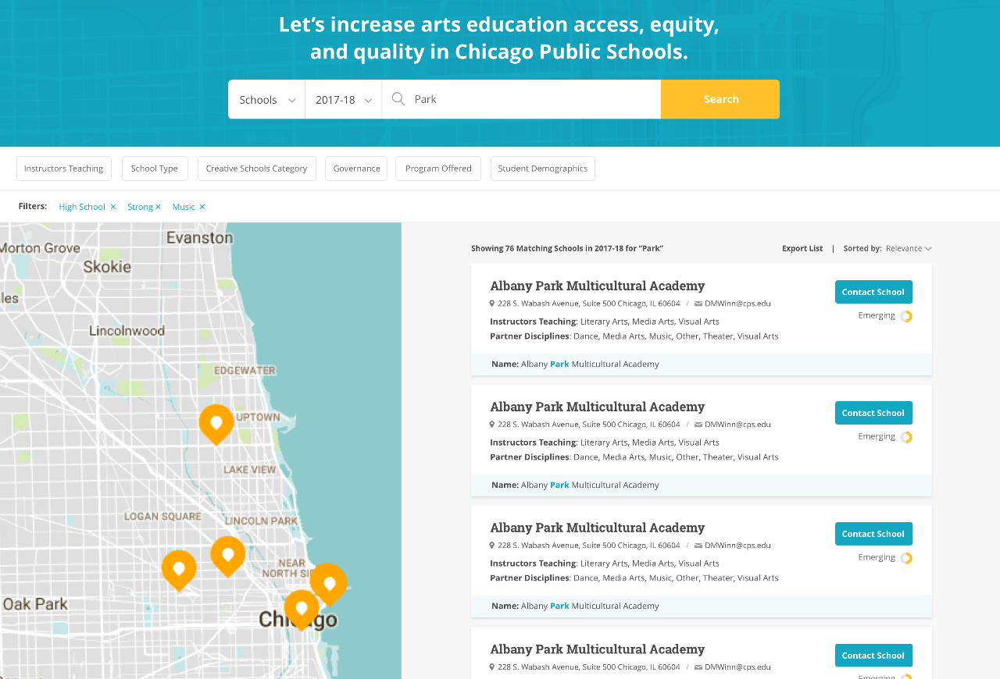 Let’s increase arts education access, equity,
and quality in Chicago Public Schools.
Schools 2017-18 Park Search
Instructors Teaching School Type Creative Schools Category Governance Program Offered Student Demographics
Filters: High School × Strong × Music ×
Evanston
Morton Grove
Skokie
les
Lincolnwood
EDGEWATER
UPTOWN
LAKE VIEW
LOGAN SQUARE
LINCOLN PARK
NEAR
NORTH
Oak Park
Showing 76 Matching Schools in 2017-18 for “Park” Export List | Sorted by: Relevance
Albany Park Multicultural Academy Contact School
228 S. Wabash Avenue, Suite 500 Chicago, IL 60604 / DMWinn@cps.edu
Emerging
Instructors Teaching: Literary Arts, Media Arts, Visual Arts
Partner Disciplines: Dance, Media Arts, Music, Other, Theater, Visual Arts
Name: Albany Park Multicultural Academy
Albany Park Multicultural Academy Contact School
228 S. Wabash Avenue, Suite 500 Chicago, IL 60604 / DMWinn@cps.edu
Emerging
Instructors Teaching: Literary Arts, Media Arts, Visual Arts
Partner Disciplines: Dance, Media Arts, Music, Other, Theater, Visual Arts
Name: Albany Park Multicultural Academy
Albany Park Multicultural Academy Contact School
228 S. Wabash Avenue, Suite 500 Chicago, IL 60604 / DMWinn@cps.edu
Emerging
Instructors Teaching: Literary Arts, Media Arts, Visual Arts
Partner Disciplines: Dance, Media Arts, Music, Other, Theater, Visual Arts
Name: Albany Park Multicultural Academy
Albany Park Multicultural Academy Contact School
228 S. Wabash Avenue, Suite 500 Chicago, IL 60604 / DMWinn@cps.edu
Emerging